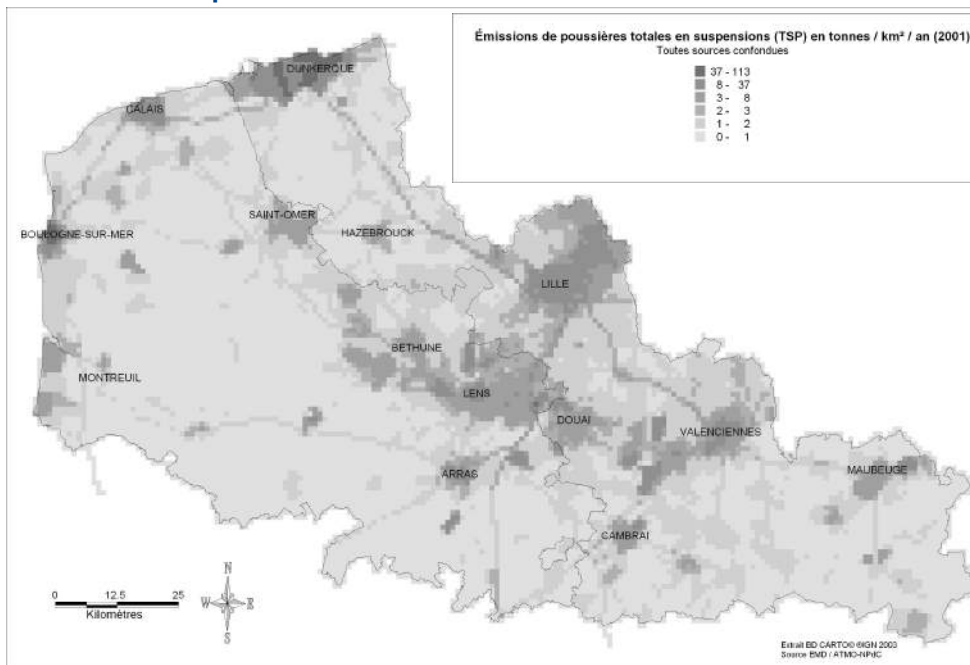 Émissions de poussières totales en suspensions (TSP) en tonnes / km² / an (2001)
Toutes sources confondues
37 - 113
8 - 37
3 - 8
2 - 3
1 - 2
0 - 1
DUNKERQUE
CALAIS
SAINT-OMER
BOULOGNE-SUR-MER
HAZEBROUCK
LILLE
BETHUNE
MONTREUIL
LENS
DOUAI
VALENCIENNES
MAUBEUGE
ARRAS
CAMBRAI
N
W E
S
0 12.5 25
Kilomètres
Extrait BD CARTO© ©IGN 2003
Source EMD / ATMO-NPdC